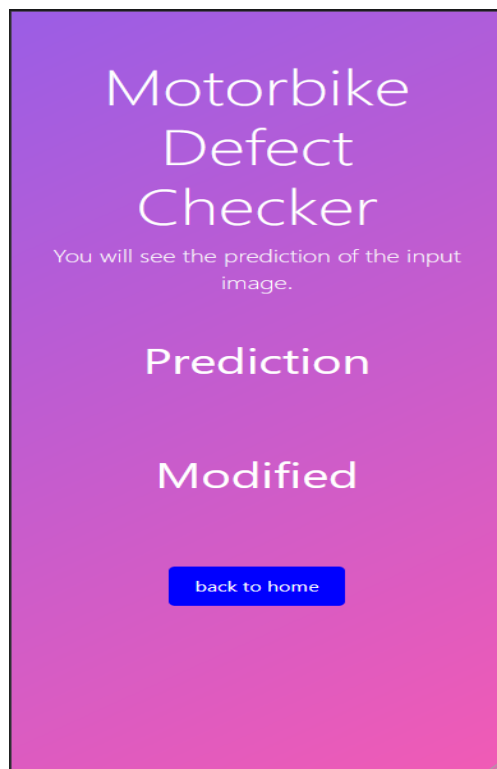 Motorbike
Defect
Checker
You will see the prediction of the input
image.
Prediction
Modified
back to home